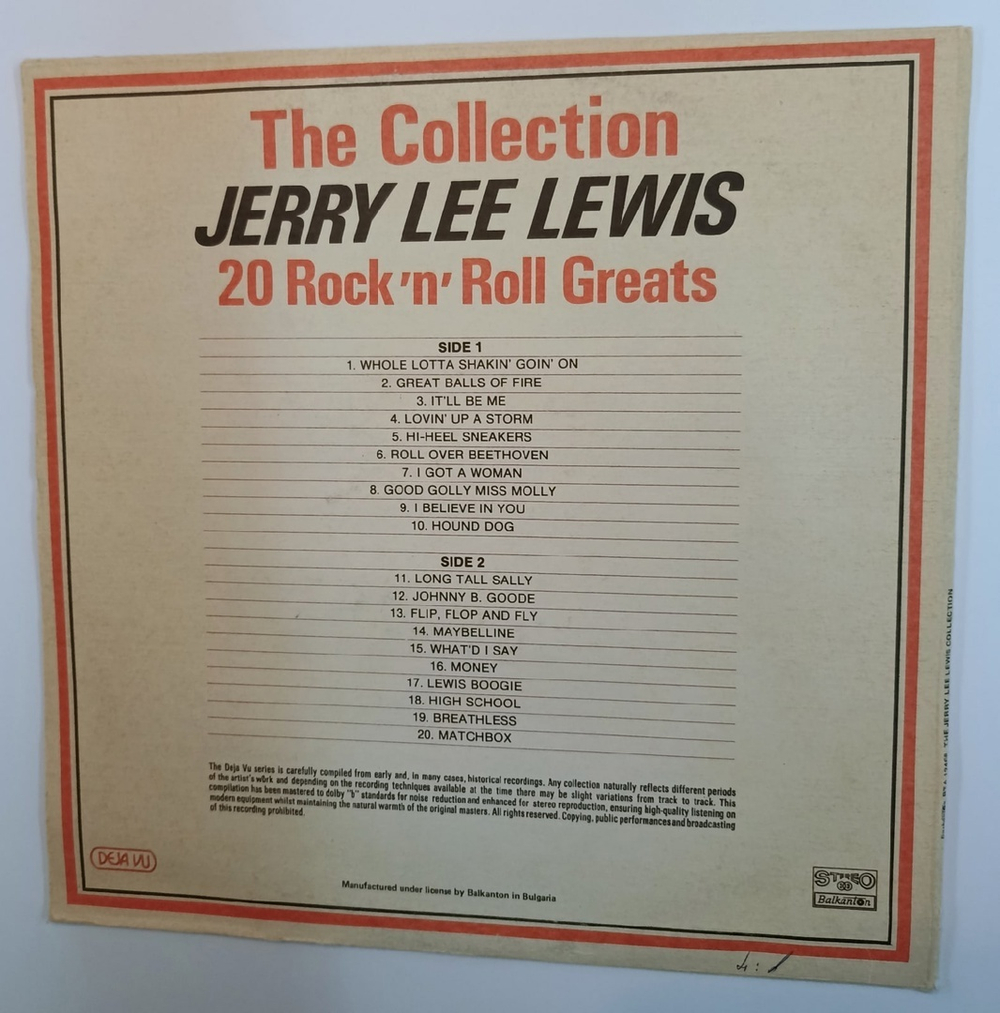 The Collection
JERRY LEE LEWIS
20 Rock 'n' Roll Greats
SIDE 1
1. WHOLE LOTTA SHAKIN' GOIN' ON
2. GREAT BALLS OF FIRE
3. IT'LL BE ME
4. LOVIN' UP A STORM
5. HI-HEEL SNEAKERS
6. ROLL OVER BEETHOVEN
7. I GOT A WOMAN
8. GOOD GOLLY MISS MOLLY
9. I BELIEVE IN YOU
10. HOUND DOG
SIDE 2
11. LONG TALL SALLY
12. JOHNNY B. GOODE
13. FLIP, FLOP AND FLY
14. MAYBELLINE
15. WHAT'D I SAY
16. MONEY
17. LEWIS BOOGIE
18. HIGH SCHOOL
19. BREATHLESS
20. MATCHBOX
The Deja Vu series is carefully compiled from early and, in many cases, historical recordings. Any collection naturally reflects different periods
of the artist's work and depending on the recording techniques available at the time there may be slight variations from track to track. This
compilation has been mastered to dolby "b" standards for noise reduction and enhanced for stereo reproduction, ensuring high-quality listening on
modern equipment whilst maintaining the natural warmth of the original masters. All rights reserved. Copying, public performances and broadcasting
of this recording prohibited.
DEJA VU
Manufactured under license by Balkanton in Bulgaria
STEREO
Balkanton
THE JERRY LEE LEWIS COLLECTION